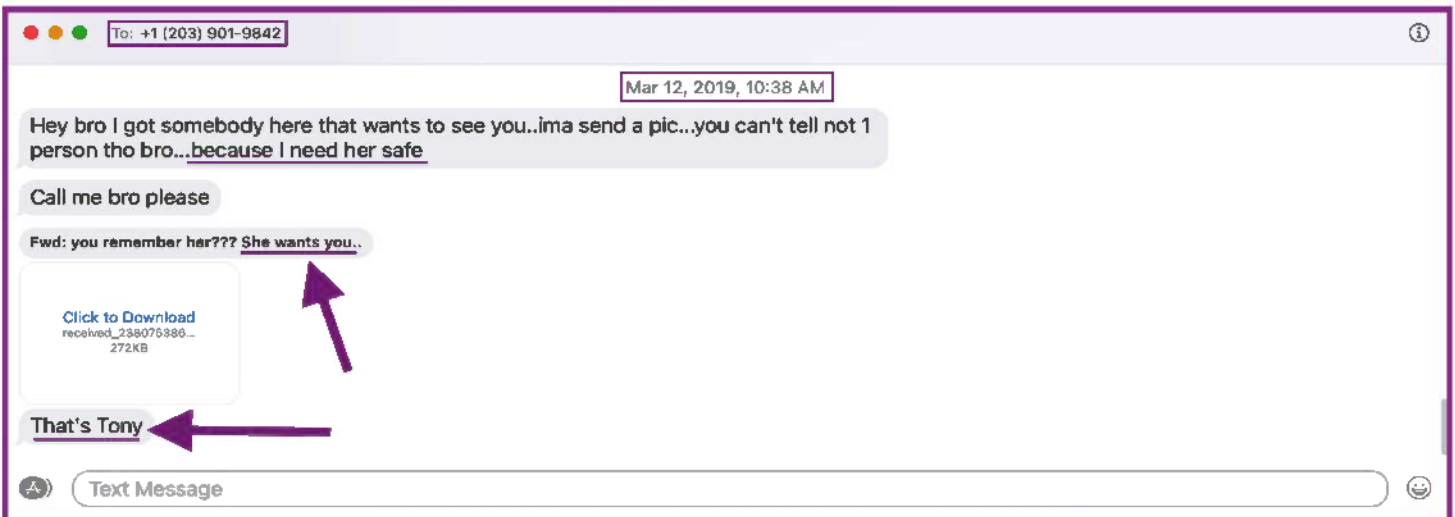 To: +1 (203) 901-9842
Mar 12, 2019, 10:38 AM
Hey bro I got somebody here that wants to see you..ima send a pic...you can't tell not 1
person tho bro...because I need her safe
Call me bro please
Fwd: you remember her??? She wants you..
Click to Download
received_238075386...
272KB
That's Tony
Text Message